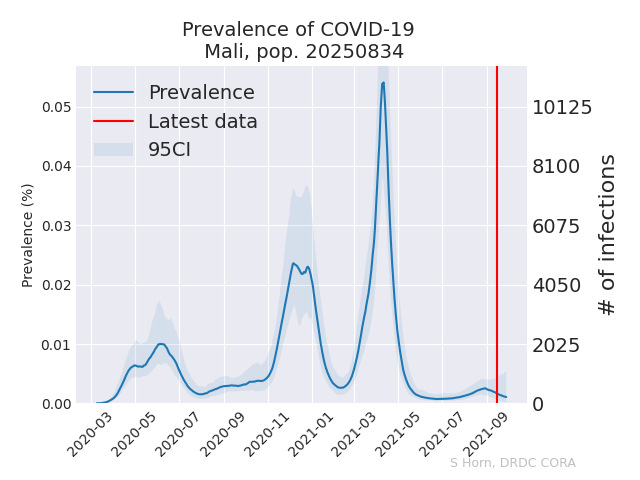 Prevalence of COVID-19
Mali, pop. 20250834
Prevalence
Latest data
95CI
Prevalence (%)
0.05
0.04
0.03
0.02
0.01
0.00
10125
8100
6075
4050
2025
0
# of infections
2020-03
2020-05
2020-07
2020-09
2020-11
2021-01
2021-03
2021-05
2021-07
2021-09
S Horn, DRDC CORA